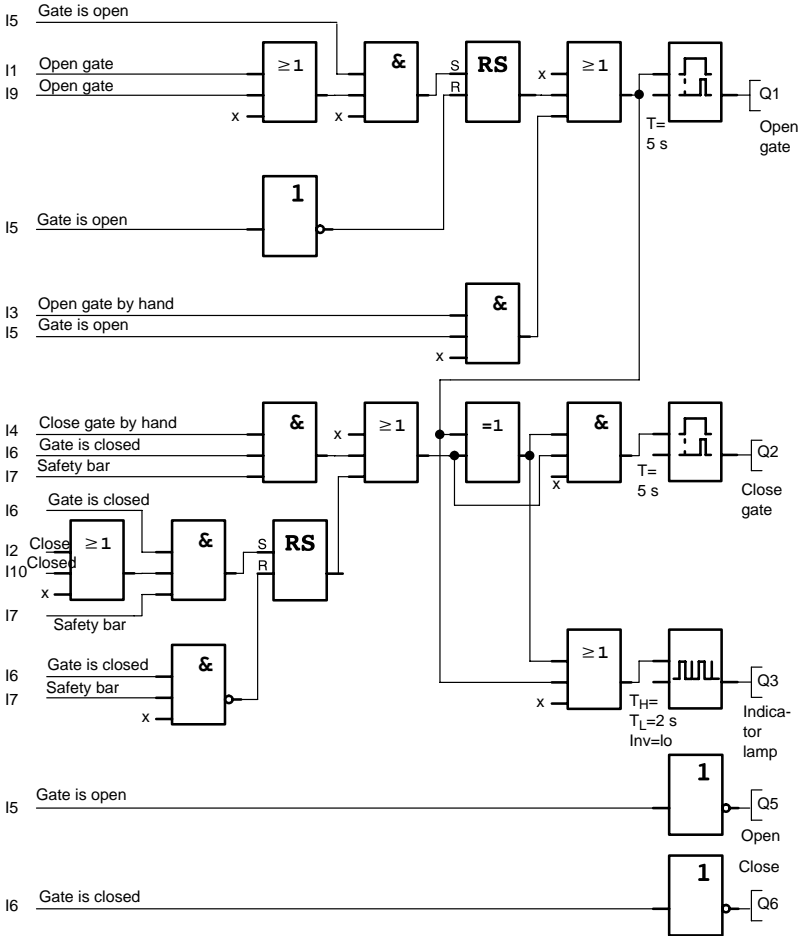 I5 Gate is open
I1 Open gate
I9 Open gate
x
≥1
x
&
S
R
RS
x
≥1
T=
5 s
Q1
Open
gate
I5 Gate is open
1
I3 Open gate by hand
I5 Gate is open
x
&
I4 Close gate by hand
I6 Gate is closed
I7 Safety bar
&
x
≥1
=1
&
x
T=
5 s
Q2
Close
gate
I6 Gate is closed
I2 Close
I10 Closed
x
≥1
I7
Safety bar
&
S
R
RS
I6 Gate is closed
I7 Safety bar
x
&
≥1
x
TH=
TL=2 s
Inv=lo
Q3
Indica-
tor
lamp
I5 Gate is open
1
Q5
Open
Close
I6 Gate is closed
1
Q6